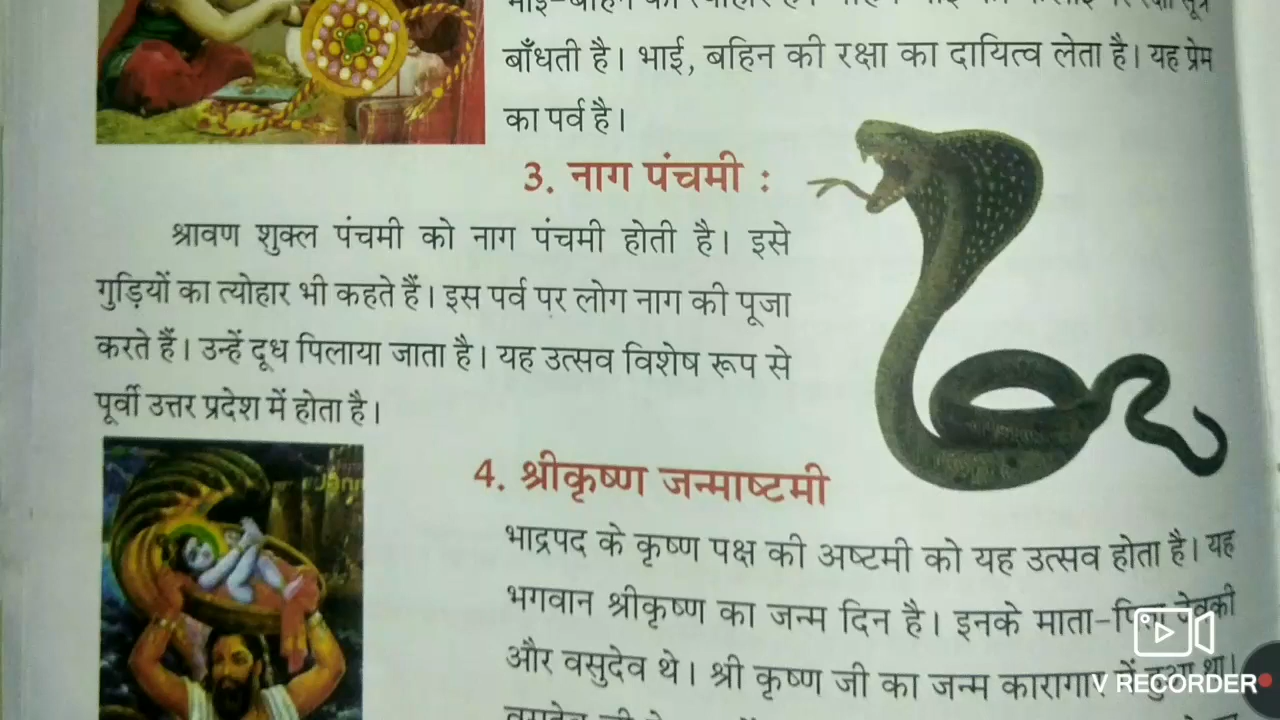 बाँधती है। भाई, बहिन की रक्षा का दायित्व लेता है। यह प्रेम
का पर्व है।
3. नाग पंचमी :
श्रावण शुक्ल पंचमी को नाग पंचमी होती है। इसे
गुड़ियों का त्योहार भी कहते हैं। इस पर्व पर लोग नाग की पूजा
करते हैं। उन्हें दूध पिलाया जाता है। यह उत्सव विशेष रूप से
पूर्वी उत्तर प्रदेश में होता है।
4. श्रीकृष्ण जन्माष्टमी
भाद्रपद के कृष्ण पक्ष की अष्टमी को यह उत्सव होता है। यह
भगवान श्रीकृष्ण का जन्म दिन है। इनके माता-पिता देवकी
और वसुदेव थे। श्री कृष्ण जी का जन्म कारागार में हुआ था।
V RECORDER